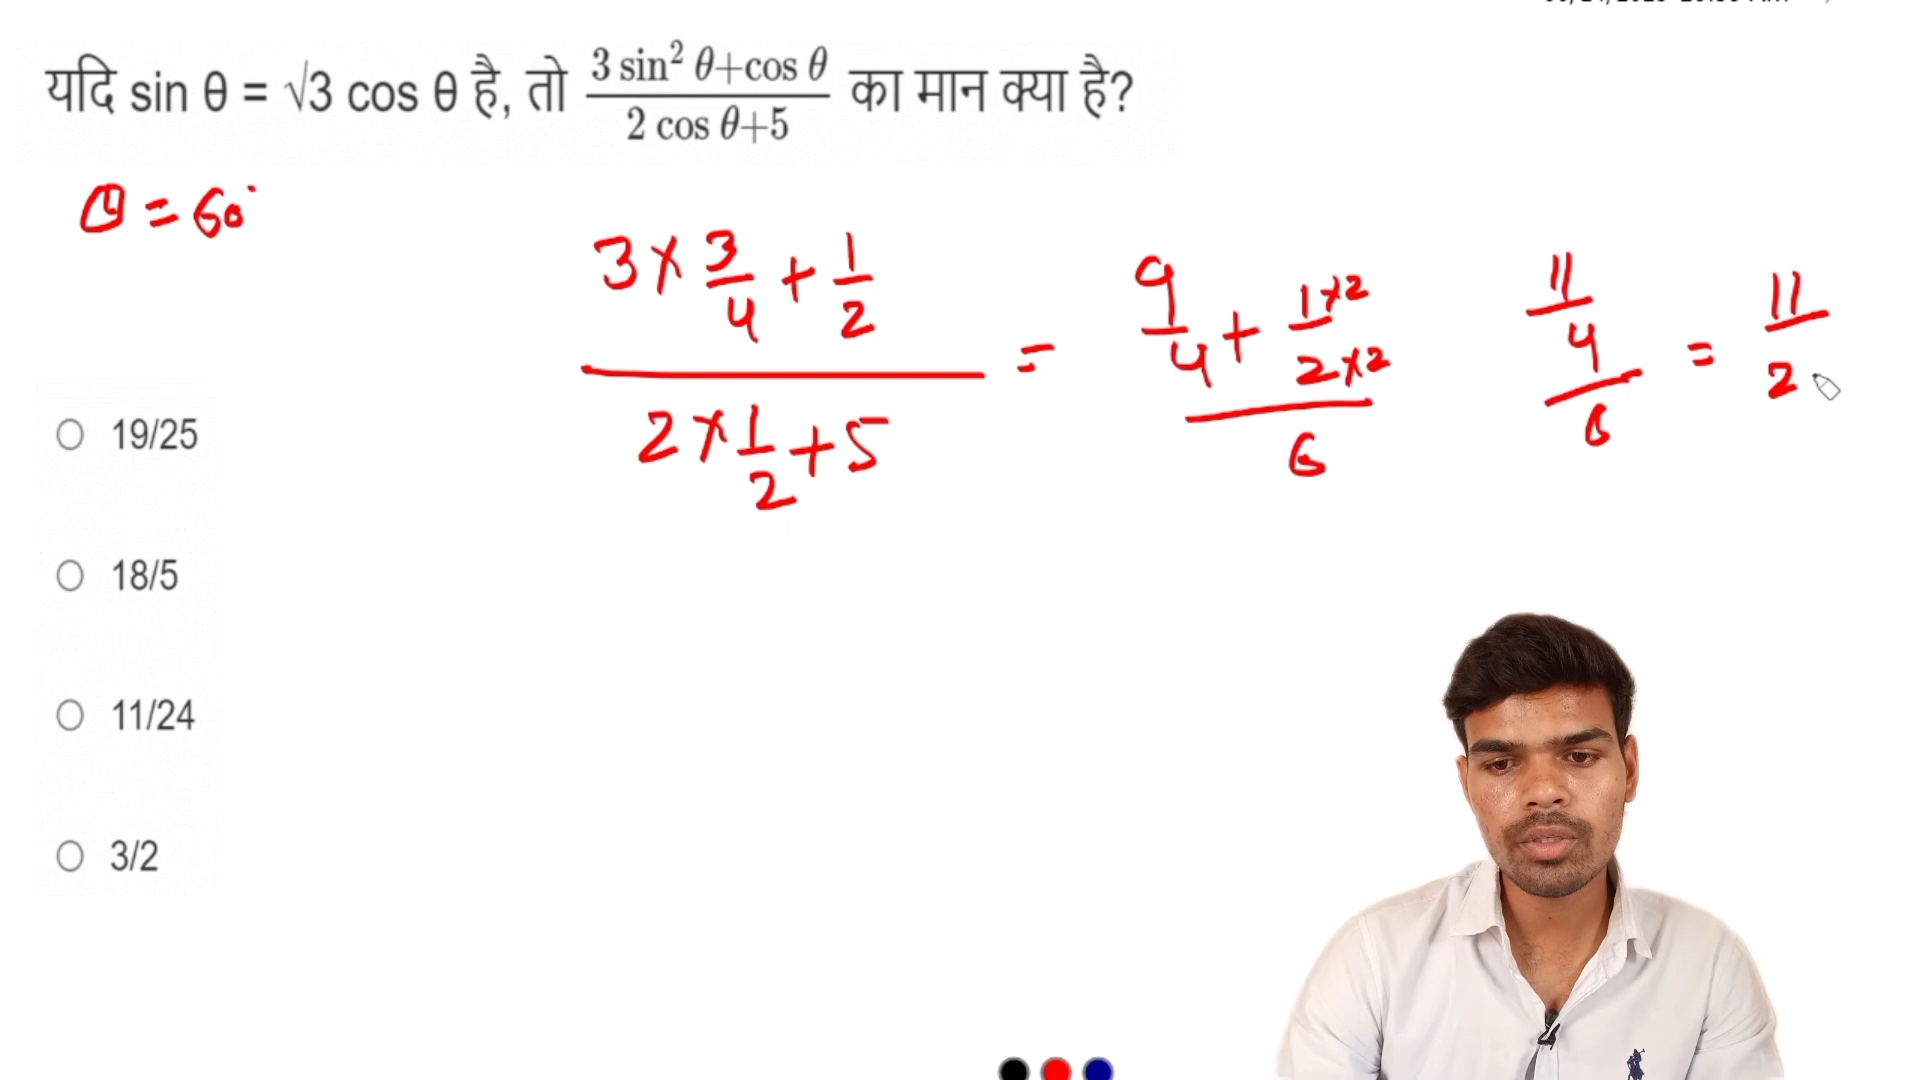 यदि sin θ = √3 cos θ है, तो (3 sin² θ+cos θ)/(2 cos θ+5) का मान क्या है?
θ = 60°
(3 × 3/4 + 1/2)/(2 × 1/2 + 5) = (9/4 + 1×2/2×2)/6 (11/4)/6 = 11/2
19/25
18/5
11/24
3/2